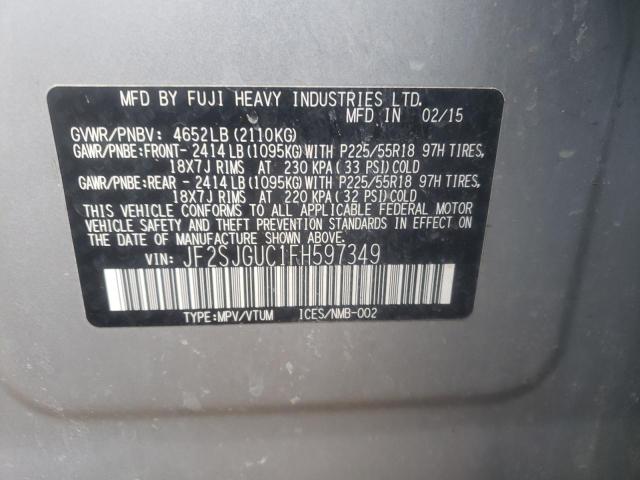 MFD BY FUJI HEAVY INDUSTRIES LTD.
MFD IN 02/15
GVWR/PNBV: 4652LB(2110KG)
GAWR/PNBE:FRONT- 2414LB(1095KG)WITH P225/55R18 97H TIRES,
18X7J RIMS AT 230 KPA(33 PSI)COLD
GAWR/PNBE:REAR - 2414LB(1095KG)WITH P225/55R18 97H TIRES,
18X7J RIMS AT 220 KPA(32 PSI)COLD
THIS VEHICLE CONFORMS TO ALL APPLICABLE FEDERAL MOTOR
VEHICLE SAFETY AND THEFT PREVENTION STANDARDS IN EFFECT ON
THE DATE OF MANUFACTURE SHOWN ABOVE.
VIN: JF2SJGUC1FH597349
TYPE:MPV/VTUM ICES/NMB-002